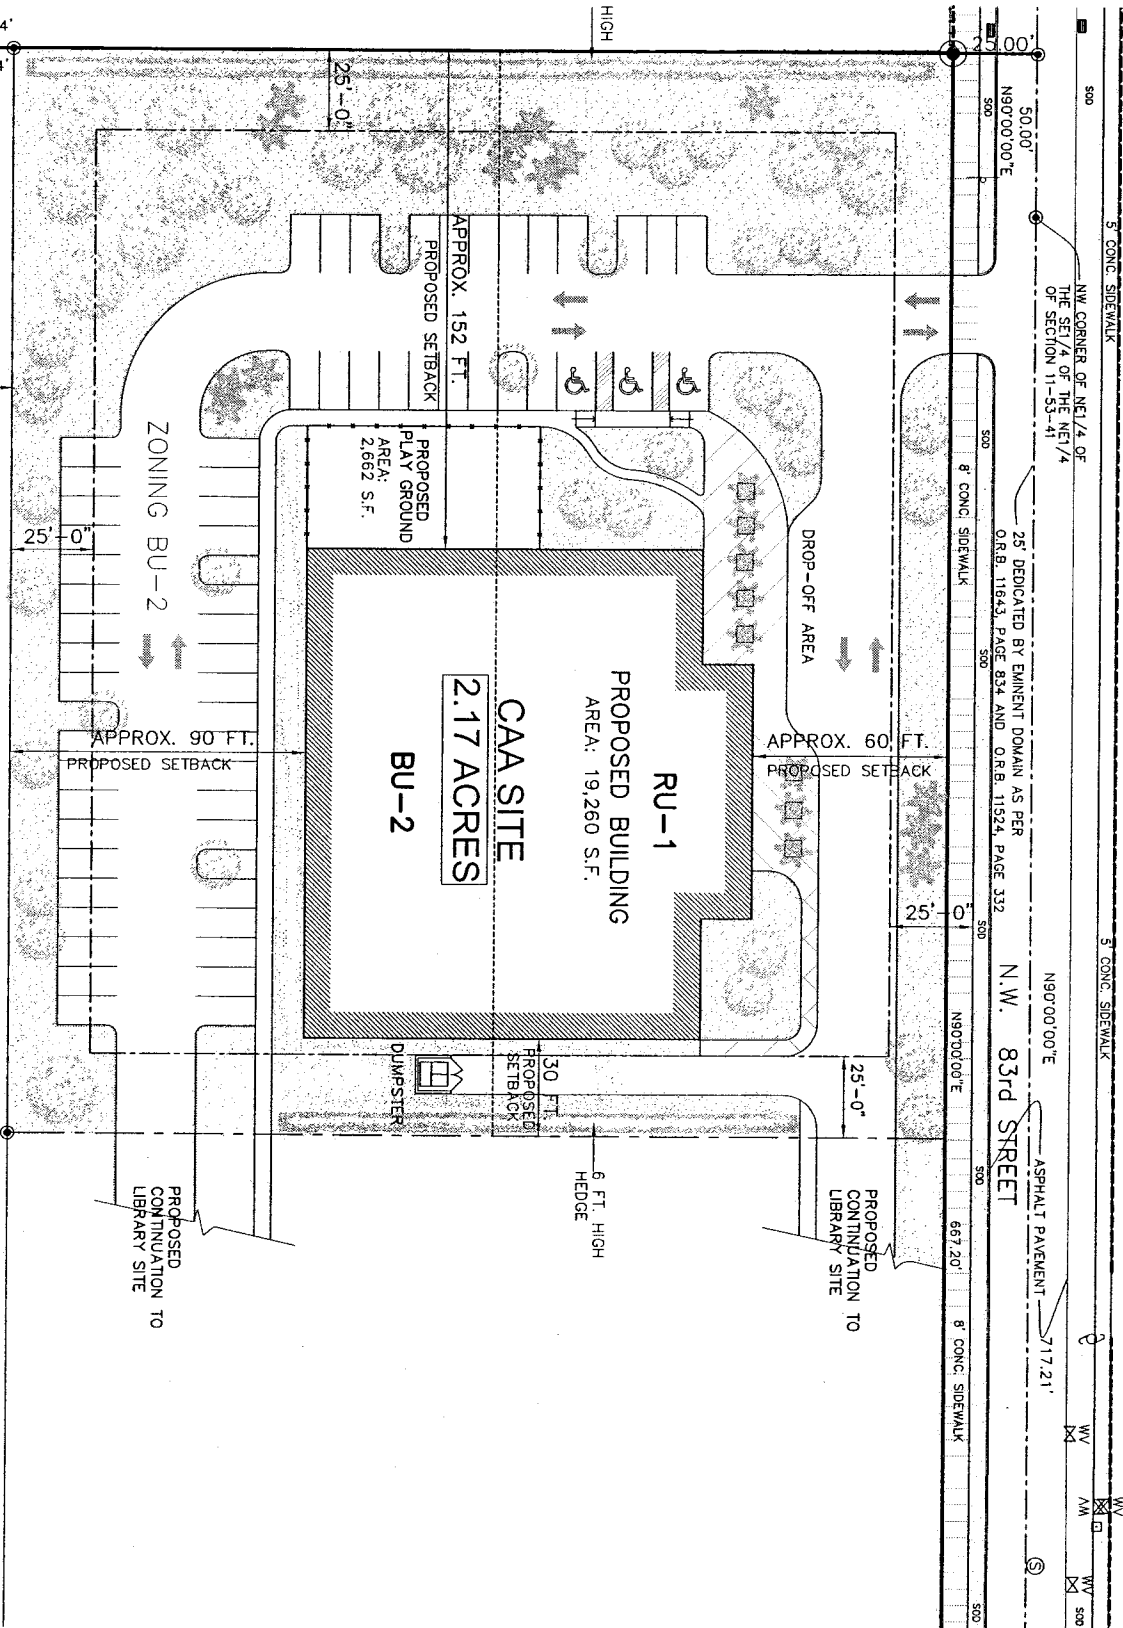 5' CONC. SIDEWALK
5' CONC. SIDEWALK
SOD
WV
WV
WV
WV
SOD
NW CORNER OF NE1/4 OF
THE SE1/4 OF THE NE1/4
OF SECTION 11-53-41
N90°00'00"E
ASPHALT PAVEMENT
717.21'
S
25.00'
50.00'
N90°00'00"E
25' DEDICATED BY EMINENT DOMAIN AS PER
O.R.B. 11643, PAGE 834 AND O.R.B. 11524, PAGE 332
N.W. 83rd STREET
SOD
SOD
SOD
SOD
SOD
SOD
8' CONC. SIDEWALK
N90°00'00"E
667.20'
8' CONC. SIDEWALK
HIGH
25'-0"
25'-0"
DROP-OFF AREA
APPROX. 60 FT.
PROPOSED SETBACK
25'-0"
PROPOSED
CONTINUATION TO
LIBRARY SITE
RU-1
PROPOSED BUILDING
AREA: 19,260 S.F.
6 FT. HIGH
HEDGE
CAA SITE
2.17 ACRES
BU-2
30 FT.
PROPOSED
SETBACK
DUMPSTER
APPROX. 152 FT.
PROPOSED SETBACK
PROPOSED
PLAY GROUND
AREA:
2,662 S.F.
ZONING BU-2
25'-0"
APPROX. 90 FT.
PROPOSED SETBACK
PROPOSED
CONTINUATION TO
LIBRARY SITE
4'